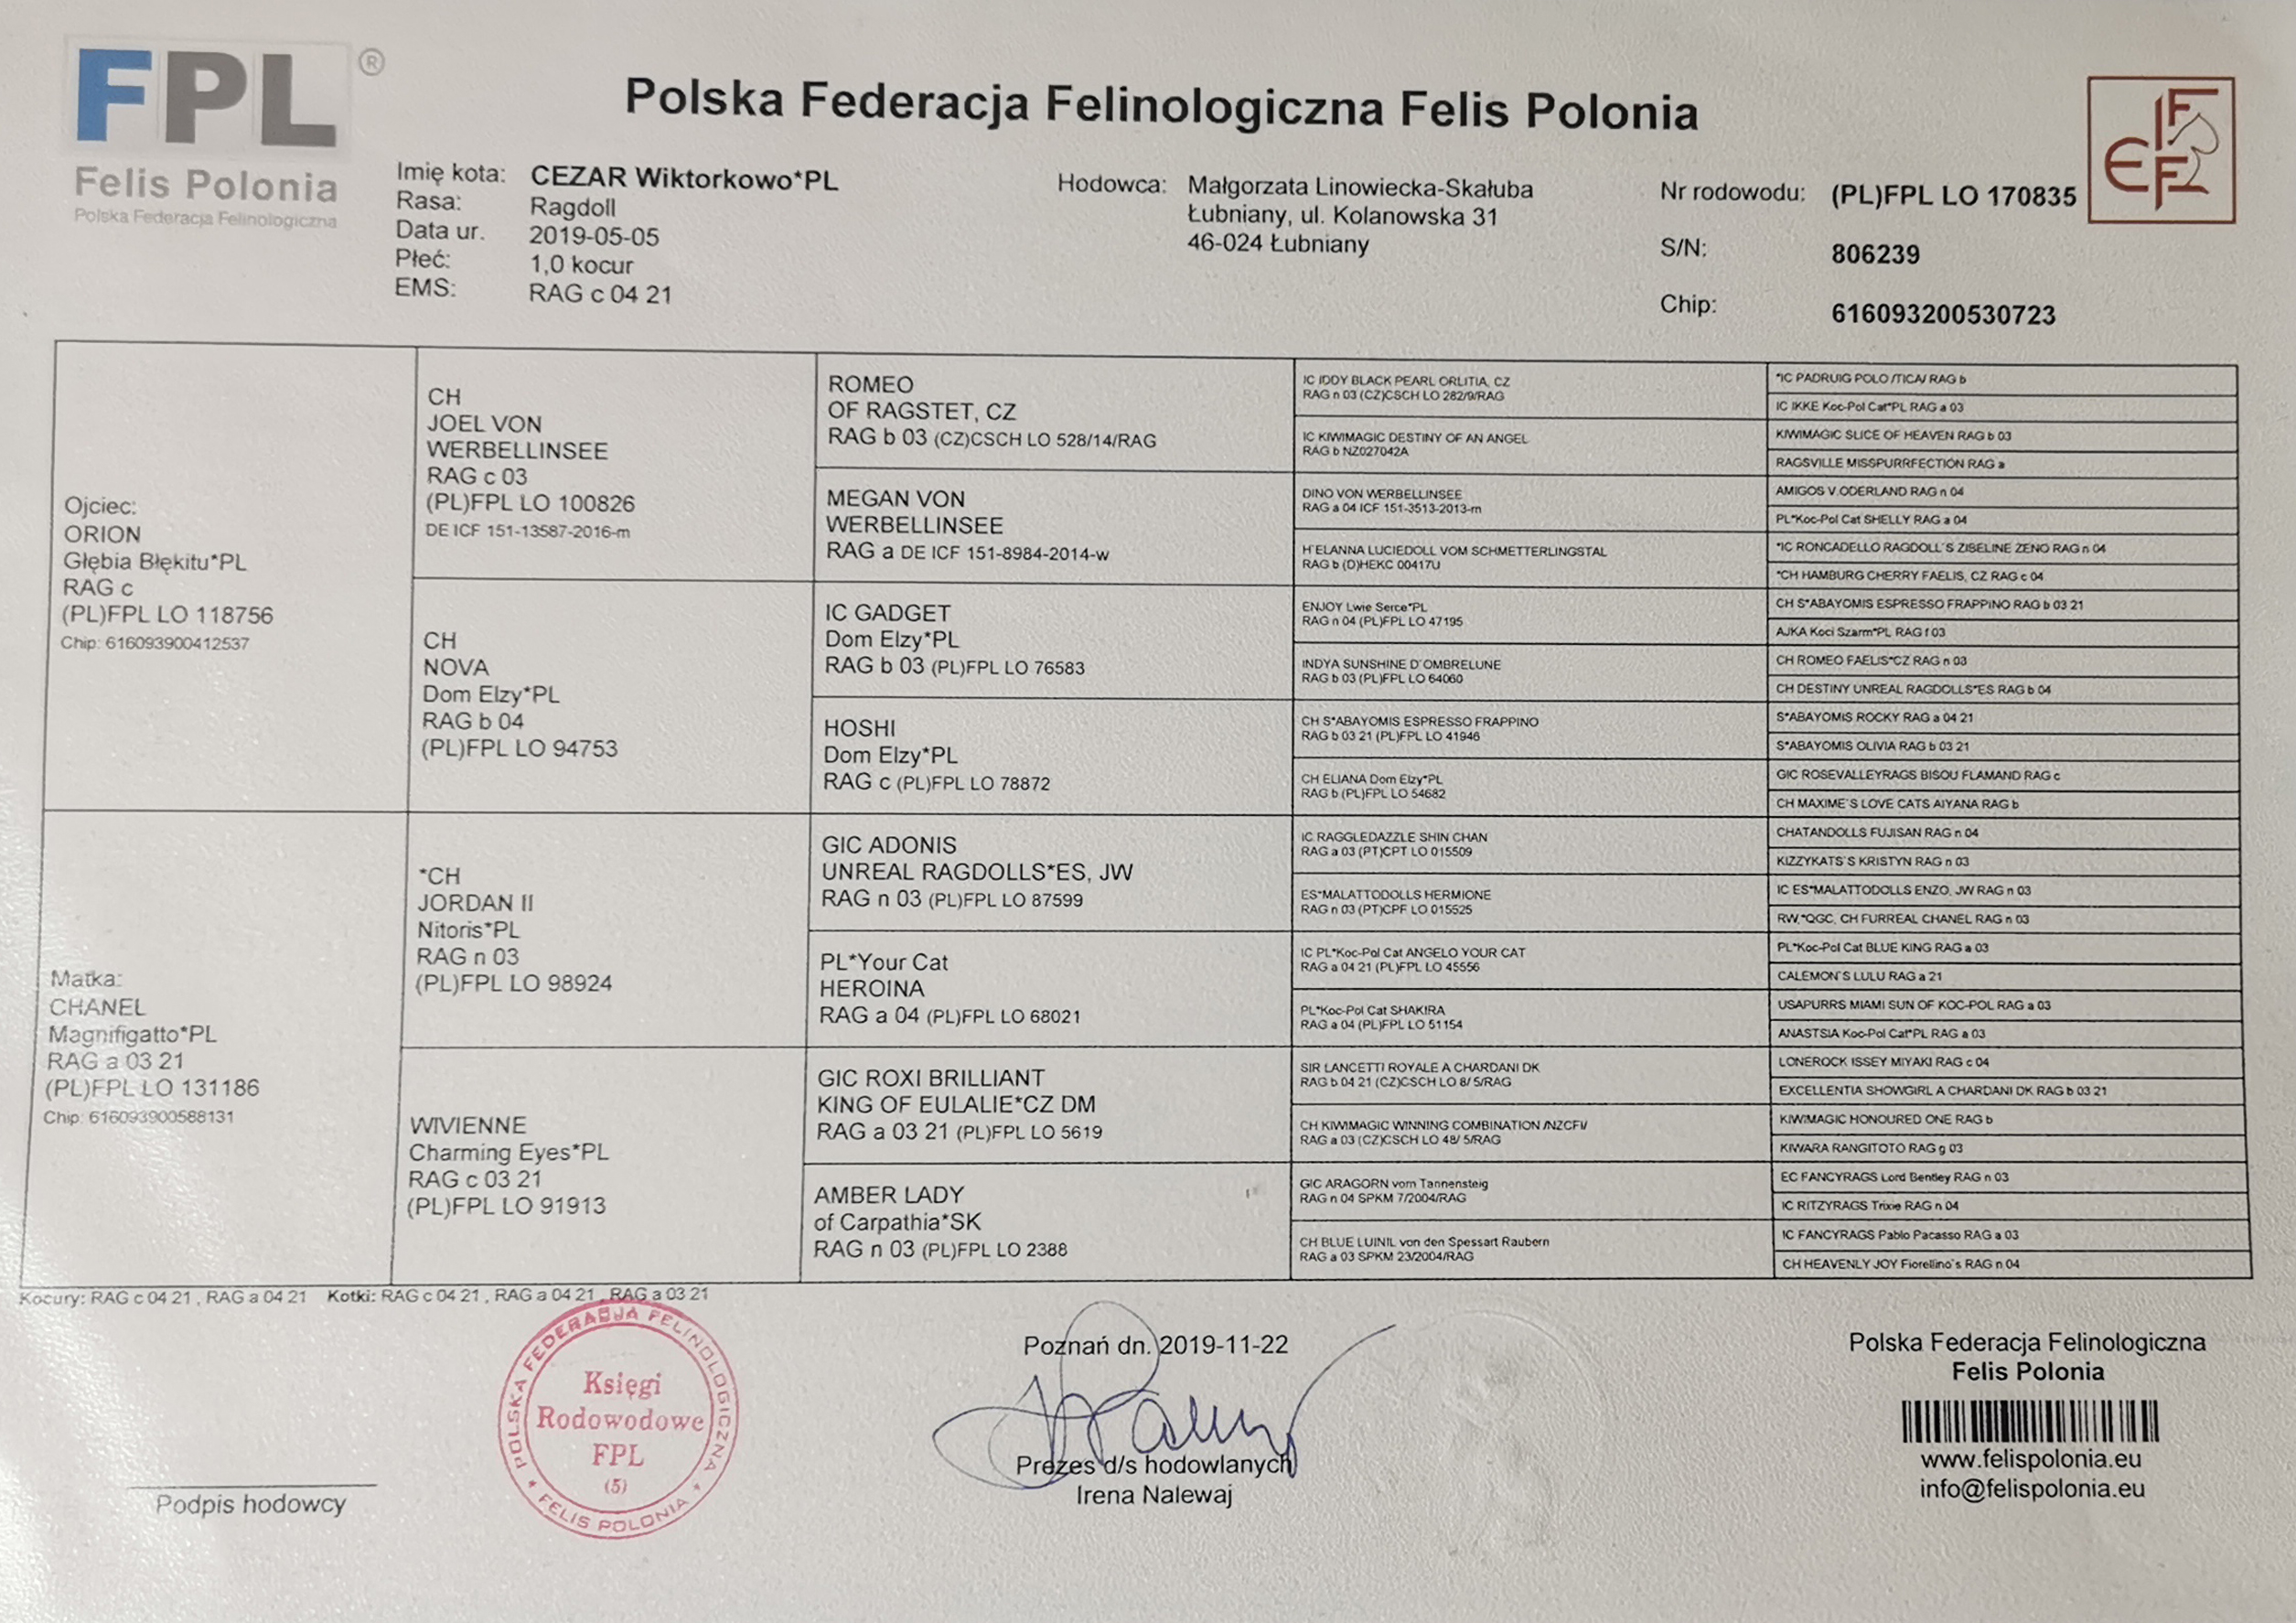 FPL ®
Felis Polonia
Polska Federacja Felinologiczna
Polska Federacja Felinologiczna Felis Polonia
FIFe
Imię kota: CEZAR Wiktorkowo*PL
Rasa: Ragdoll
Data ur. 2019-05-05
Płeć: 1,0 kocur
EMS: RAG c 04 21
Hodowca: Małgorzata Linowiecka-Skałuba
Łubniany, ul. Kolanowska 31
46-024 Łubniany
Nr rodowodu: (PL)FPL LO 170835
S/N: 806239
Chip: 616093200530723
Ojciec:
ORION
Głębia Błękitu*PL
RAG c
(PL)FPL LO 118756
Chip: 616093900412537
Matka:
CHANEL
Magnifigatto*PL
RAG a 03 21
(PL)FPL LO 131186
Chip: 616093900588131
CH
JOEL VON
WERBELLINSEE
RAG c 03
(PL)FPL LO 100826
DE ICF 151-13587-2016-m
CH
NOVA
Dom Elzy*PL
RAG b 04
(PL)FPL LO 94753
*CH
JORDAN II
Nitoris*PL
RAG n 03
(PL)FPL LO 98924
WIVIENNE
Charming Eyes*PL
RAG c 03 21
(PL)FPL LO 91913
ROMEO
OF RAGSTET, CZ
RAG b 03 (CZ)CSCH LO 528/14/RAG
MEGAN VON
WERBELLINSEE
RAG a DE ICF 151-8984-2014-w
IC GADGET
Dom Elzy*PL
RAG b 03 (PL)FPL LO 76583
HOSHI
Dom Elzy*PL
RAG c (PL)FPL LO 78872
GIC ADONIS
UNREAL RAGDOLLS*ES, JW
RAG n 03 (PL)FPL LO 87599
PL*Your Cat
HEROINA
RAG a 04 (PL)FPL LO 68021
GIC ROXI BRILLIANT
KING OF EULALIE*CZ DM
RAG a 03 21 (PL)FPL LO 5619
AMBER LADY
of Carpathia*SK
RAG n 03 (PL)FPL LO 2388
IC IDDY BLACK PEARL ORLITIA, CZ
RAG n 03 (CZ)CSCH LO 282/9/RAG
IC KIWIMAGIC DESTINY OF AN ANGEL
RAG b NZ027042A
DINO VON WERBELLINSEE
RAG a 04 ICF 151-3513-2013-m
H'ELANNA LUCIEDOLL VOM SCHMETTERLINGSTAL
RAG b (D)HEKC 00417U
ENJOY Lwie Serce*PL
RAG n 04 (PL)FPL LO 47195
INDYA SUNSHINE D'OMBRELUNE
RAG b 03 (PL)FPL LO 64060
CH S*ABAYOMIS ESPRESSO FRAPPINO
RAG b 03 21 (PL)FPL LO 41946
CH ELIANA Dom Elzy*PL
RAG b (PL)FPL LO 54682
IC RAGGLEDAZZLE SHIN CHAN
RAG a 03 (PT)CPT LO 015509
ES*MALATTODOLLS HERMIONE
RAG n 03 (PT)CPF LO 015525
IC PL*Koc-Pol Cat ANGELO YOUR CAT
RAG a 04 21 (PL)FPL LO 45556
PL*Koc-Pol Cat SHAKIRA
RAG a 04 (PL)FPL LO 51154
SIR LANCETTI ROYALE A CHARDANI DK
RAG b 04 21 (CZ)CSCH LO 8/ 5/RAG
CH KIWIMAGIC WINNING COMBINATION /NZCF/
RAG a 03 (CZ)CSCH LO 48/ 5/RAG
GIC ARAGORN vom Tannensteig
RAG n 04 SPKM 7/2004/RAG
CH BLUE LUINIL von den Spessart Raubern
RAG a 03 SPKM 23/2004/RAG
*IC PADRUIG POLO /TICA/ RAG b
IC IKKE Koc-Pol Cat*PL RAG a 03
KIWIMAGIC SLICE OF HEAVEN RAG b 03
RAGSVILLE MISSPURRFECTION RAG a
AMIGOS V.ODERLAND RAG n 04
PL*Koc-Pol Cat SHELLY RAG a 04
*IC RONCADELLO RAGDOLL'S ZIBELINE ZENO RAG n 04
*CH HAMBURG CHERRY FAELIS, CZ RAG c 04
CH S*ABAYOMIS ESPRESSO FRAPPINO RAG b 03 21
AJKA Koci Szarm*PL RAG f 03
CH ROMEO FAELIS*CZ RAG n 03
CH DESTINY UNREAL RAGDOLLS*ES RAG b 04
S*ABAYOMIS ROCKY RAG a 04 21
S*ABAYOMIS OLIVIA RAG b 03 21
GIC ROSEVALLEYRAGS BISOU FLAMAND RAG c
CH MAXIME'S LOVE CATS AIYANA RAG b
CHATANDOLLS FUJISAN RAG n 04
KIZZYKATS'S KRISTYN RAG n 03
IC ES*MALATTODOLLS ENZO, JW RAG n 03
RW,*QGC, CH FURREAL CHANEL RAG n 03
PL*Koc-Pol Cat BLUE KING RAG a 03
CALEMON'S LULU RAG a 21
USAPURRS MIAMI SUN OF KOC-POL RAG a 03
ANASTSIA Koc-Pol Cat*PL RAG a 03
LONEROCK ISSEY MIYAKI RAG c 04
EXCELLENTIA SHOWGIRL A CHARDANI DK RAG b 03 21
KIWIMAGIC HONOURED ONE RAG b
KIWARA RANGITOTO RAG g 03
EC FANCYRAGS Lord Bentley RAG n 03
IC RITZYRAGS Trixie RAG n 04
IC FANCYRAGS Pablo Pacasso RAG a 03
CH HEAVENLY JOY Fiorellino's RAG n 04
Kocury: RAG c 04 21 , RAG a 04 21 Kotki: RAG c 04 21 , RAG a 04 21 , RAG a 03 21
Podpis hodowcy
POLSKA FEDERACJA FELINOLOGICZNA
Księgi
Rodowodowe
FPL
(5)
FELIS POLONIA
Poznań dn. 2019-11-22
Prezes d/s hodowlanych
Irena Nalewaj
Polska Federacja Felinologiczna
Felis Polonia
www.felispolonia.eu
info@felispolonia.eu